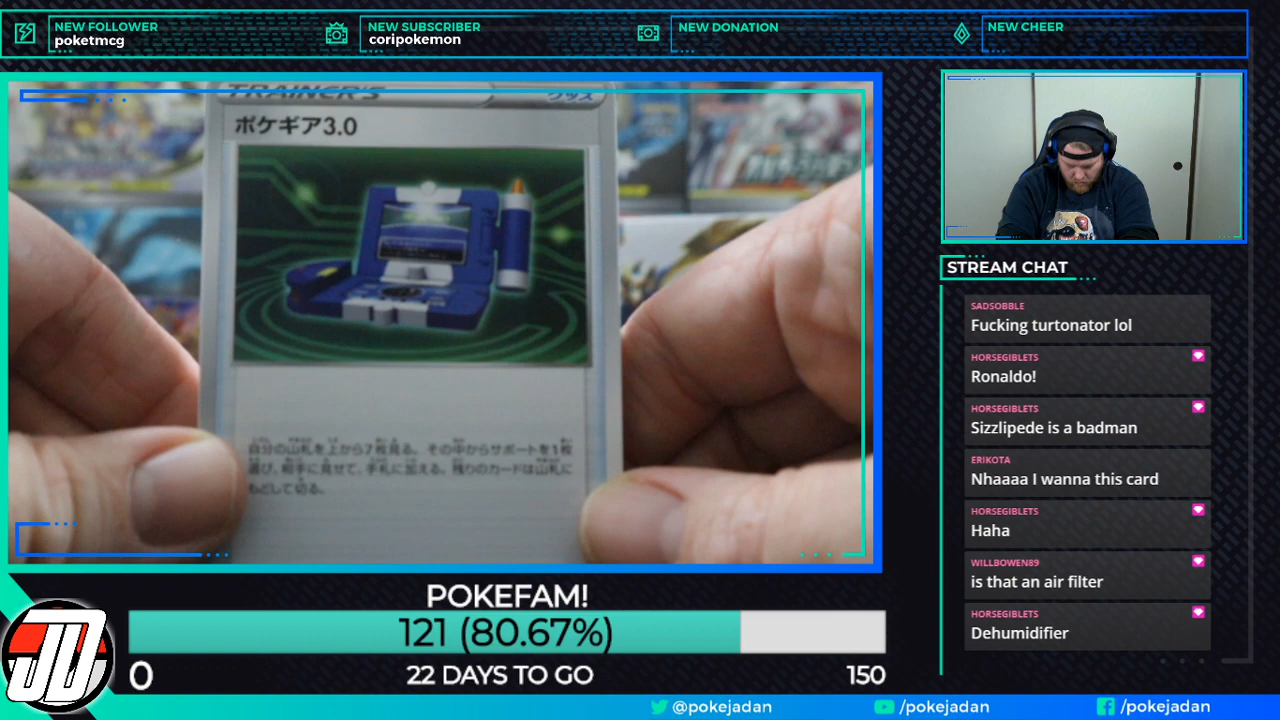 NEW FOLLOWER
poketmcg
NEW SUBSCRIBER
coripokemon
NEW DONATION
NEW CHEER
TRAINER'S
グッズ
ポケギア3.0
自分の山札を上から7枚見る。その中からサポートを1枚
選び、相手に見せて、手札に加える。残りのカードは山札に
もどして切る。
STREAM CHAT
SADSOBBLE
Fucking turtonator lol
HORSEGIBLETS
Ronaldo!
HORSEGIBLETS
Sizzlipede is a badman
ERIKOTA
Nhaaaa I wanna this card
HORSEGIBLETS
Haha
WILLBOWEN89
is that an air filter
HORSEGIBLETS
Dehumidifier
POKEFAM!
121 (80.67%)
0
22 DAYS TO GO
150
JD
@pokejadan
/pokejadan
/pokejadan